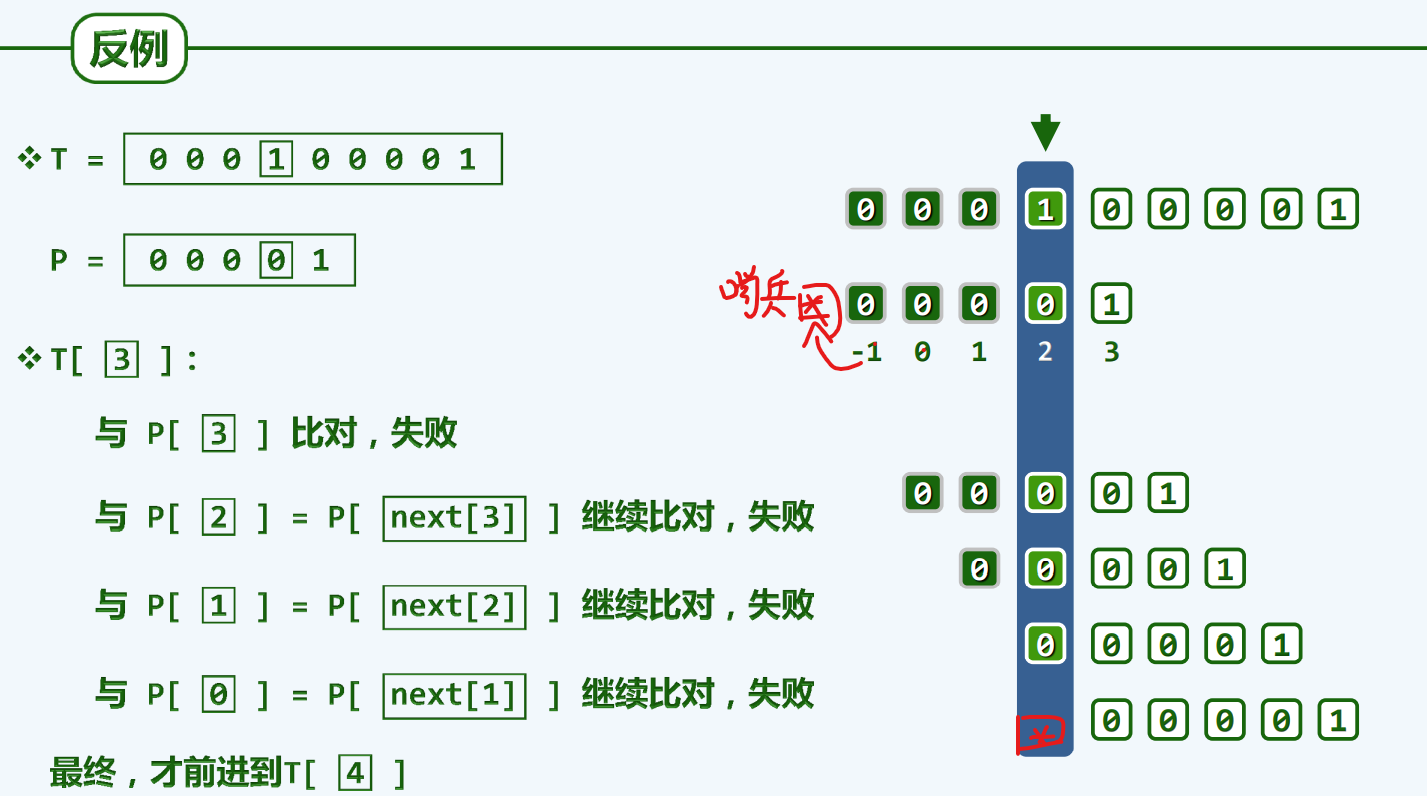 反例
❖ T = 0 0 0 1 0 0 0 0 1
P = 0 0 0 0 1
❖ T[ 3 ] :
与 P[ 3 ] 比对 , 失败
与 P[ 2 ] = P[ next[3] ] 继续比对 , 失败
与 P[ 1 ] = P[ next[2] ] 继续比对 , 失败
与 P[ 0 ] = P[ next[1] ] 继续比对 , 失败
最终 , 才前进到T[ 4 ]
0 0 0 1 0 0 0 0 1
哨兵
0 0 0 0 1
-1 0 1 2 3
0 0 0 0 1
0 0 0 0 1
0 0 0 0 1
0 0 0 0 1
*